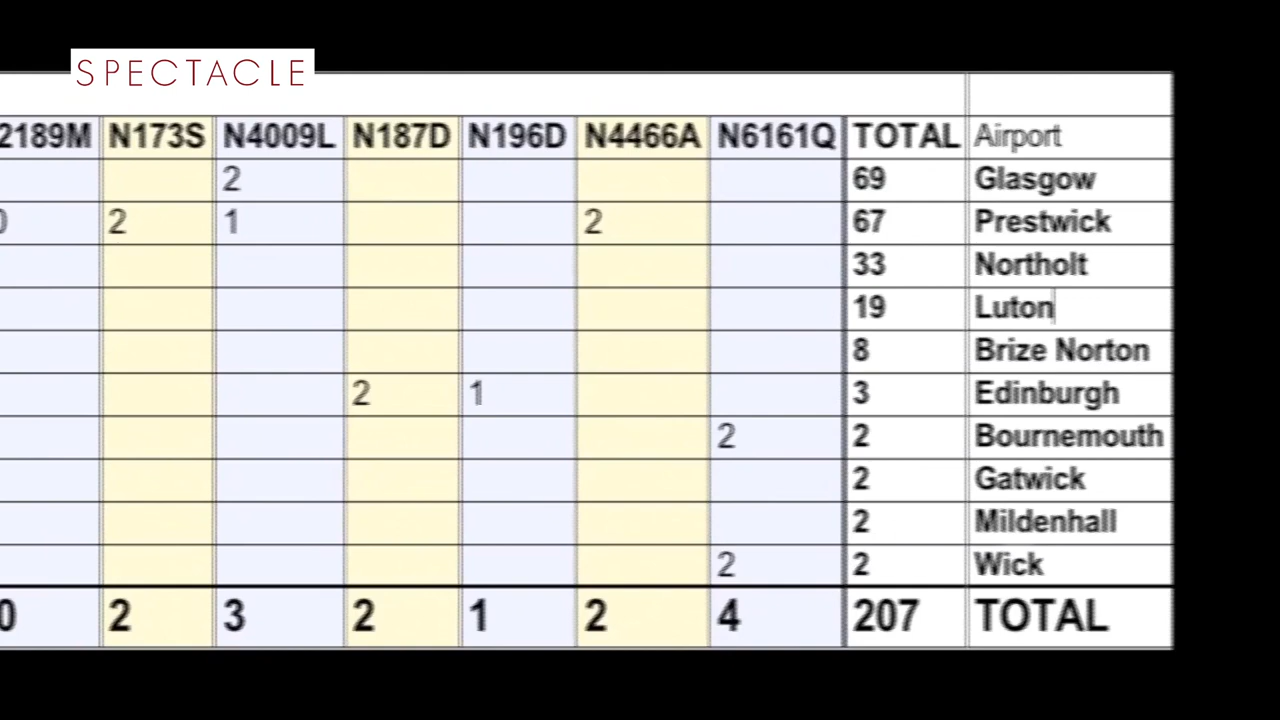 SPECTACLE
2189M N173S N4009L N187D N196D N4466A N6161Q TOTAL Airport
2 69 Glasgow
0 2 1 2 67 Prestwick
33 Northolt
19 Luton
8 Brize Norton
2 1 3 Edinburgh
2 2 Bournemouth
2 Gatwick
2 Mildenhall
2 2 Wick
0 2 3 2 1 2 4 207 TOTAL